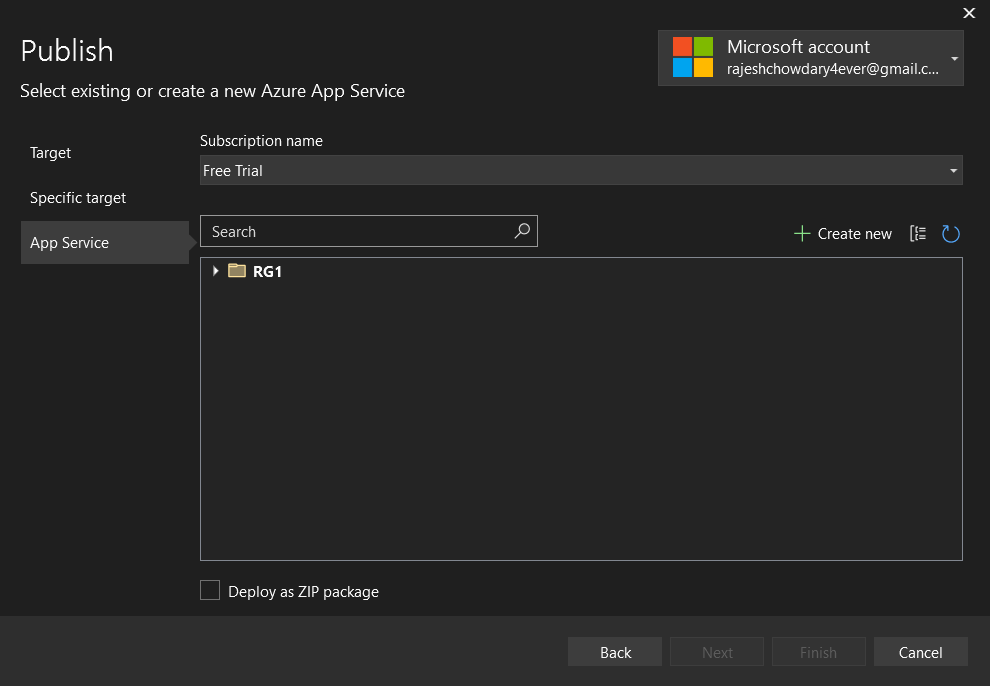 Publish
Select existing or create a new Azure App Service
Microsoft account
rajeshchowdary4ever@gmail.c...
Target
Specific target
App Service
Subscription name
Free Trial
Search
Create new
RG1
Deploy as ZIP package
Back
Next
Finish
Cancel